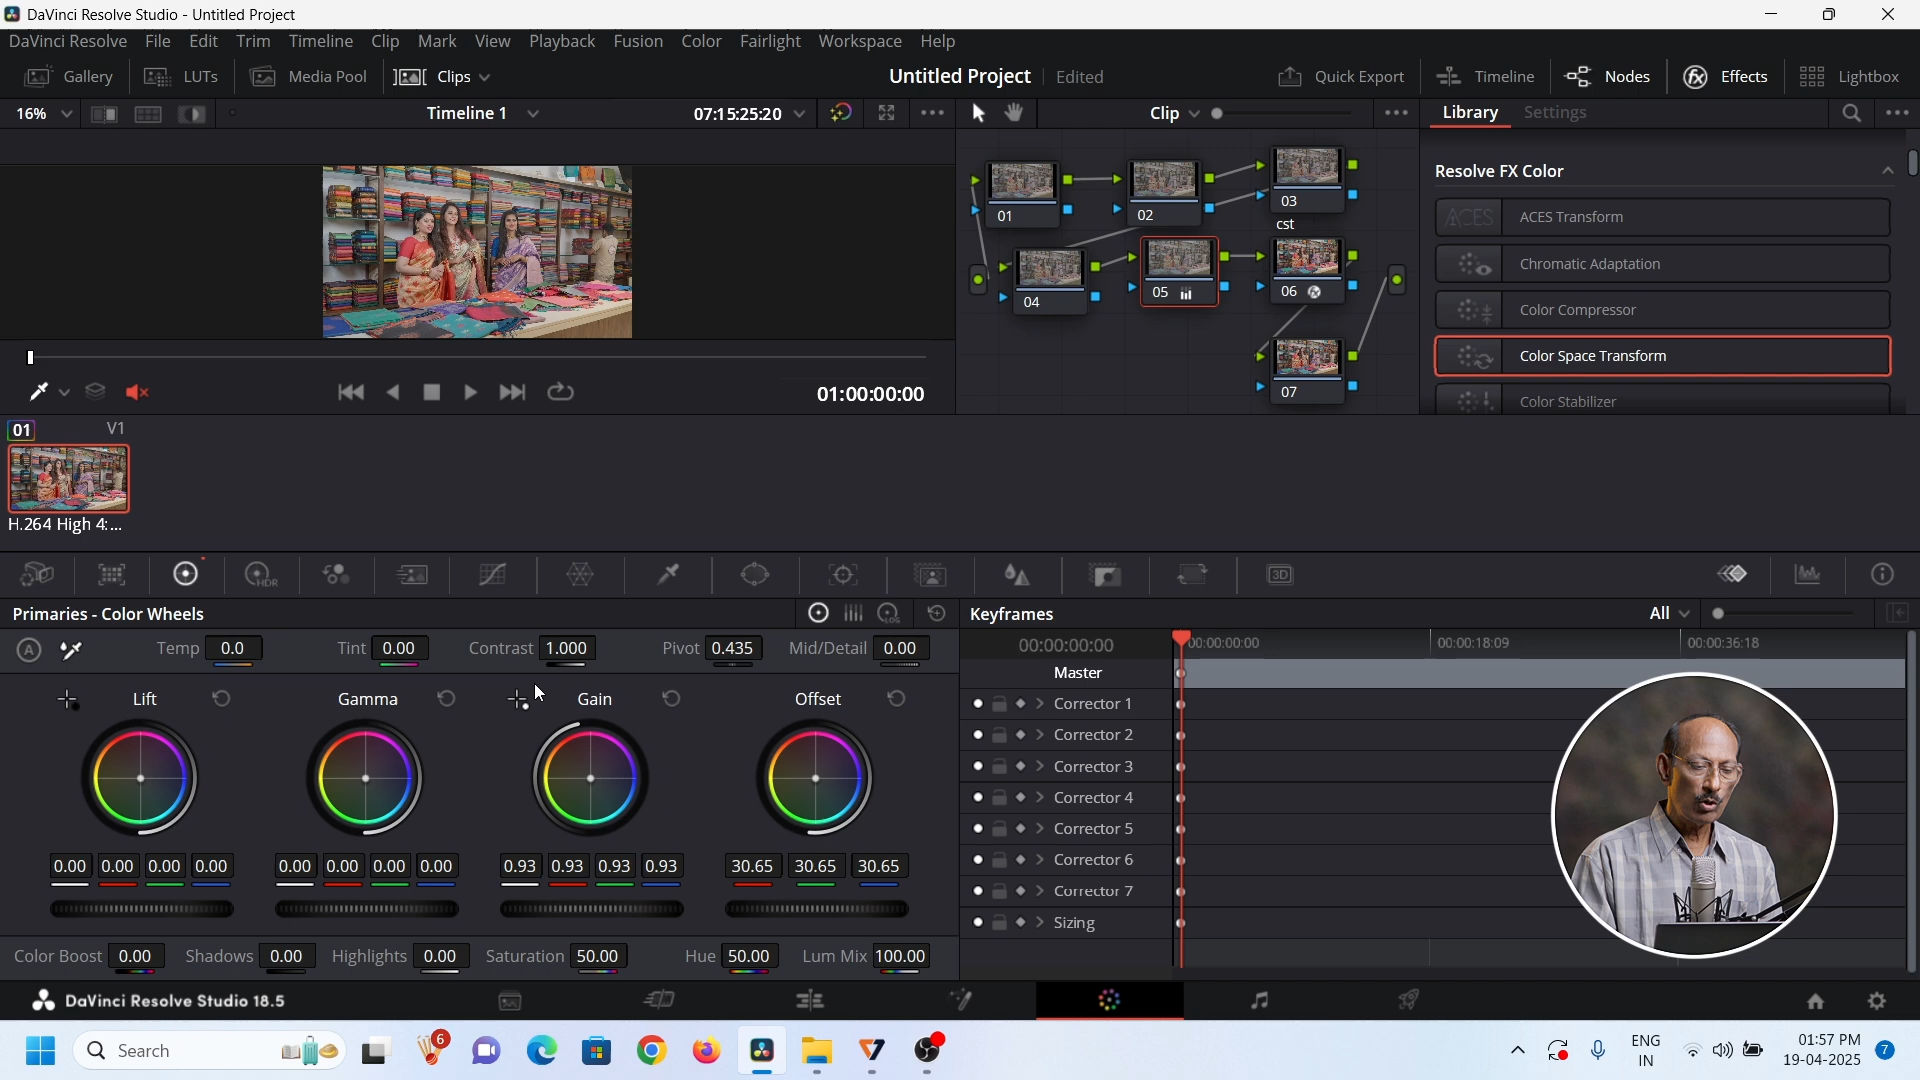 DaVinci Resolve Studio - Untitled Project
DaVinci Resolve File Edit Trim Timeline Clip Mark View Playback Fusion Color Fairlight Workspace Help
Gallery LUTs Media Pool Clips Untitled Project Edited Quick Export Timeline Nodes Effects Lightbox
16% Timeline 1 07:15:25:20 Clip Library Settings
Resolve FX Color
ACES Transform
Chromatic Adaptation
Color Compressor
Color Space Transform
Color Stabilizer
01
02
03
cst
04
05
06
07
01:00:00:00
01 V1
H.264 High 4:...
Primaries - Color Wheels
Temp 0.0 Tint 0.00 Contrast 1.000 Pivot 0.435 Mid/Detail 0.00
Lift Gamma Gain Offset
0.00 0.00 0.00 0.00 0.00 0.00 0.00 0.00 0.93 0.93 0.93 0.93 30.65 30.65 30.65
Color Boost 0.00 Shadows 0.00 Highlights 0.00 Saturation 50.00 Hue 50.00 Lum Mix 100.00
Keyframes All
00:00:00:00 00:00:00:00 00:00:18:09 00:00:36:18
Master
Corrector 1
Corrector 2
Corrector 3
Corrector 4
Corrector 5
Corrector 6
Corrector 7
Sizing
DaVinci Resolve Studio 18.5
Search 6 ENG
IN 01:57 PM
19-04-2025 7
HDR
LOG
3D
ACES
A